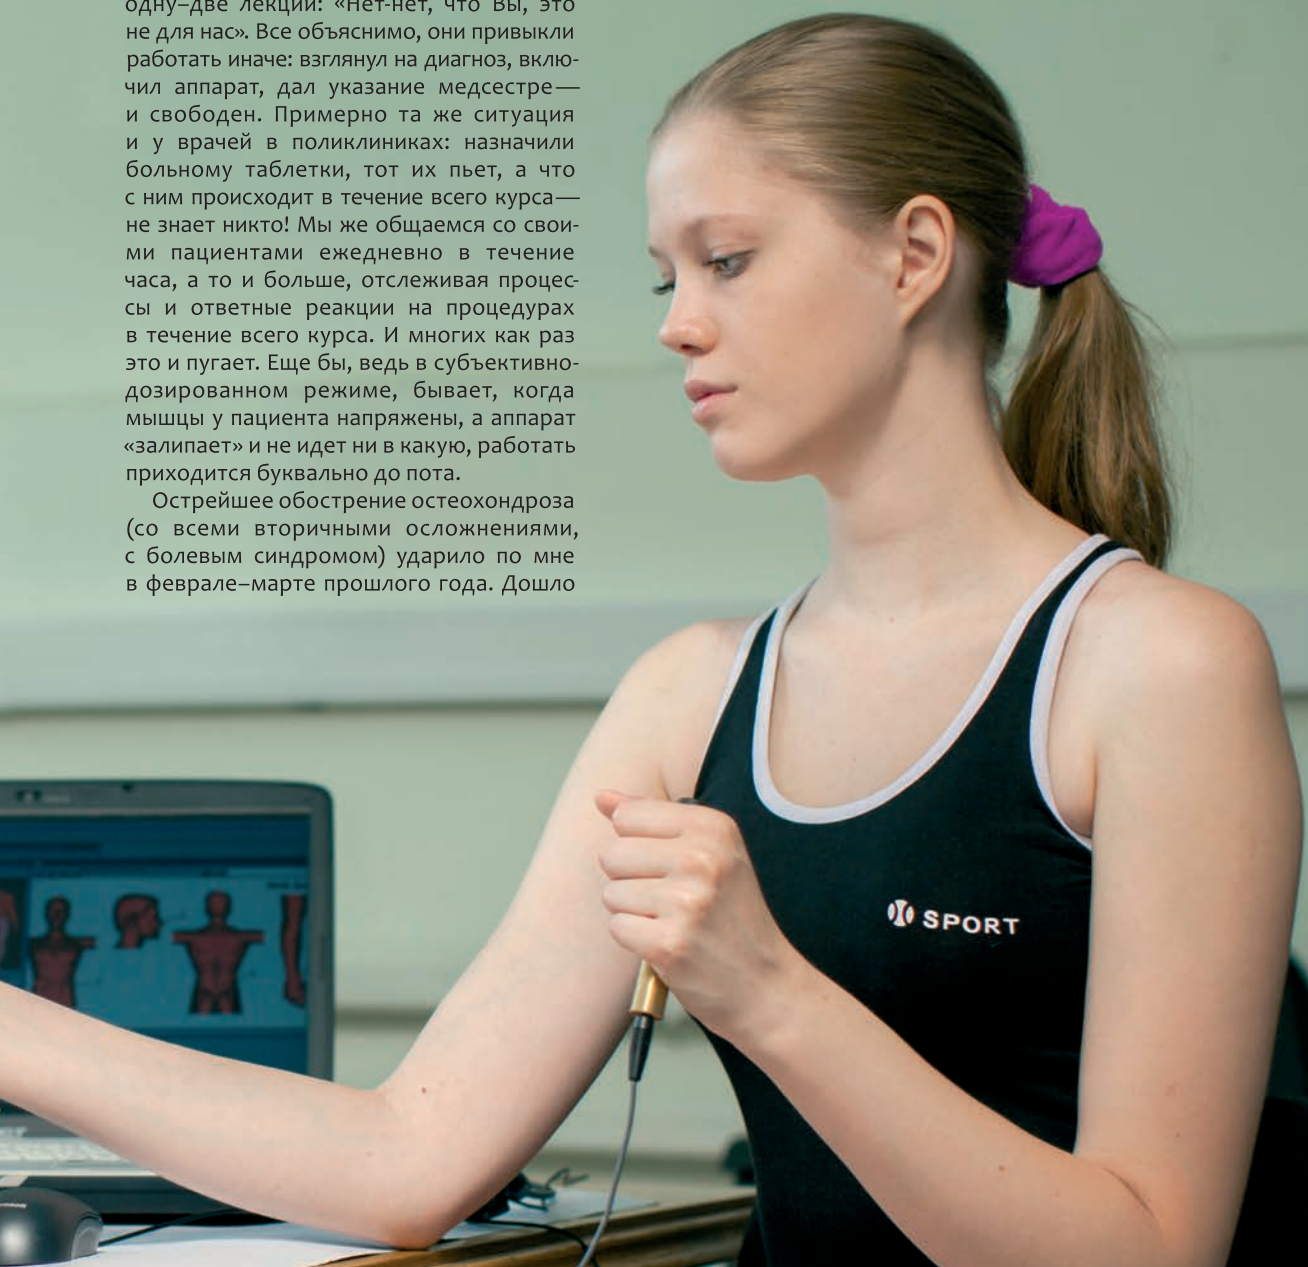 одну–две лекции: «Нет-нет, что Вы, это
не для нас». Все объяснимо, они привыкли
работать иначе: взглянул на диагноз, вклю-
чил аппарат, дал указание медсестре—
и свободен. Примерно та же ситуация
и у врачей в поликлиниках: назначили
больному таблетки, тот их пьет, а что
с ним происходит в течение всего курса—
не знает никто! Мы же общаемся со свои-
ми пациентами ежедневно в течение
часа, а то и больше, отслеживая процес-
сы и ответные реакции на процедурах
в течение всего курса. И многих как раз
это и пугает. Еще бы, ведь в субъективно-
дозированном режиме, бывает, когда
мышцы у пациента напряжены, а аппарат
«залипает» и не идет ни в какую, работать
приходится буквально до пота.
Острейшее обострение остеохондроза
(со всеми вторичными осложнениями,
с болевым синдромом) ударило по мне
в феврале–марте прошлого года. Дошло
SPORT